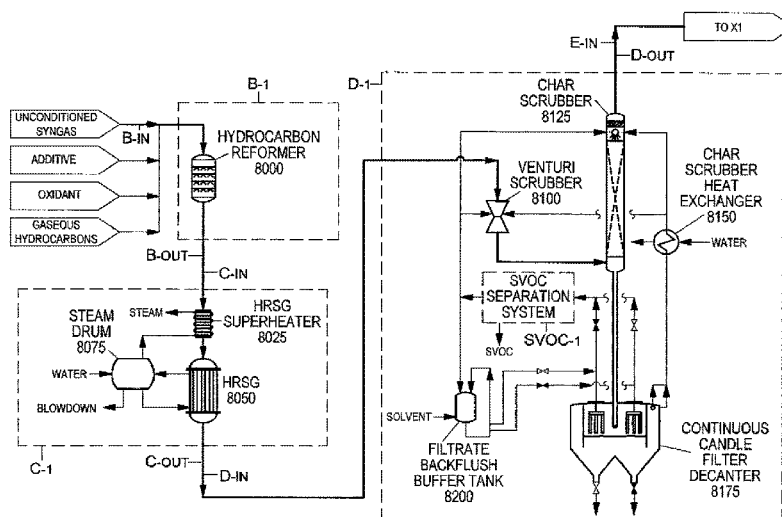 TO X1
E-IN
D-OUT
B-1
D-1
UNCONDITIONED
SYNGAS
B-IN
ADDITIVE
OXIDANT
GASEOUS
HYDROCARBONS
HYDROCARBON
REFORMER
8000
CHAR
SCRUBBER
8125
VENTURI
SCRUBBER
8100
CHAR
SCRUBBER
HEAT
EXCHANGER
8150
WATER
B-OUT
C-IN
STEAM
HRSG
SUPERHEATER
8025
STEAM
DRUM
8075
WATER
BLOWDOWN
HRSG
8050
C-1
C-OUT
D-IN
SVOC
SEPARATION
SYSTEM
SVOC
SVOC-1
SOLVENT
FILTRATE
BACKFLUSH
BUFFER TANK
8200
CONTINUOUS
CANDLE
FILTER
DECANTER
8175